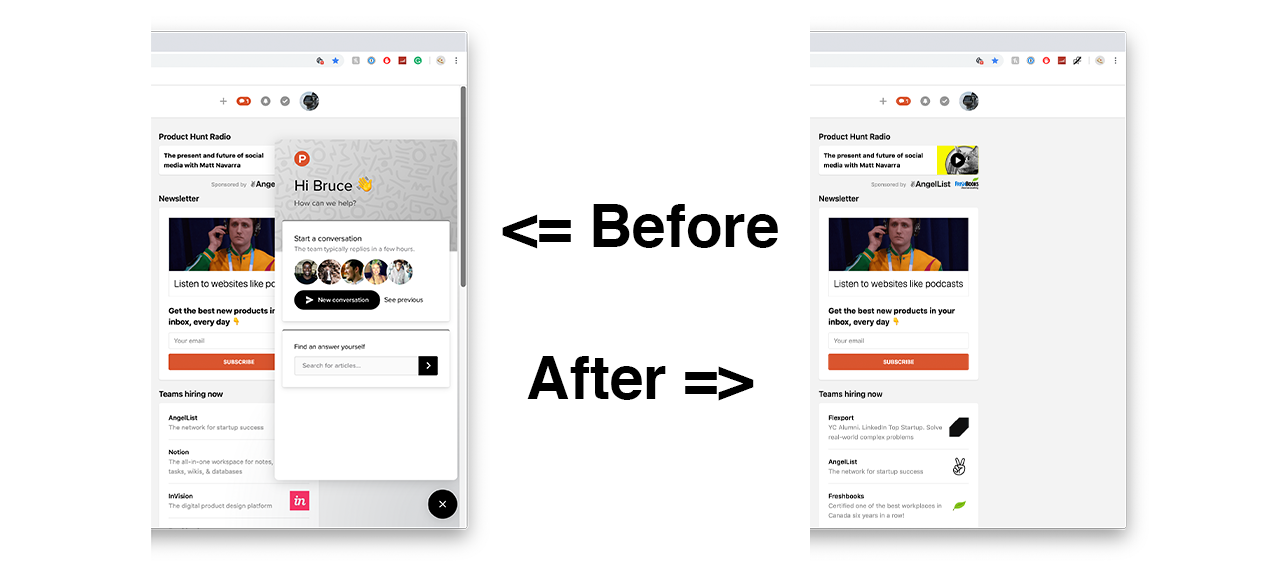 Product Hunt Radio
The present and future of social
media with Matt Navarra
Sponsored by
Ange
Newsletter
Listen to websites like pc
Get the best new products in
inbox, every day 👇
Your email
SUBSCRIBE
Teams hiring now
AngelList
The network for startup success
Notion
The all-in-one workspace for notes,
tasks, wikis, & databases
InVision
The digital product design platform
in
P
Hi Bruce 👋
How can we help?
Start a conversation
The team typically replies in a few hours.
New conversation
See previous
Find an answer yourself
Search for articles...
<= Before
After =>
Product Hunt Radio
The present and future of social
media with Matt Navarra
Sponsored by
AngelList
FreshBooks
Newsletter
Listen to websites like podcasts
Get the best new products in your
inbox, every day 👇
Your email
SUBSCRIBE
Teams hiring now
Flexport
YC Alumni. LinkedIn Top Startup. Solve
real-world complex problems
AngelList
The network for startup success
Freshbooks
Certified one of the best workplaces in
Canada six years in a row!